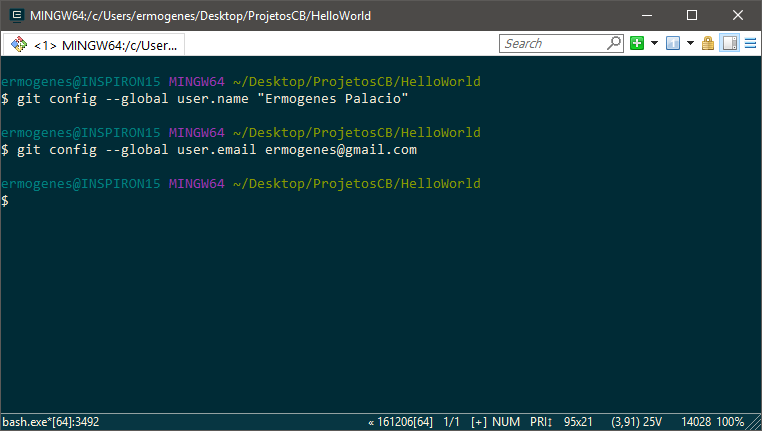 MINGW64:/c/Users/ermogenes/Desktop/ProjetosCB/HelloWorld
<1> MINGW64:/c/User...
Search
ermogenes@INSPIRON15 MINGW64 ~/Desktop/ProjetosCB/HelloWorld
$ git config --global user.name "Ermogenes Palacio"
ermogenes@INSPIRON15 MINGW64 ~/Desktop/ProjetosCB/HelloWorld
$ git config --global user.email ermogenes@gmail.com
ermogenes@INSPIRON15 MINGW64 ~/Desktop/ProjetosCB/HelloWorld
$
bash.exe*[64]:3492 « 161206[64] 1/1 [+] NUM PRI↕ 95x21 (3,91) 25V 14028 100%